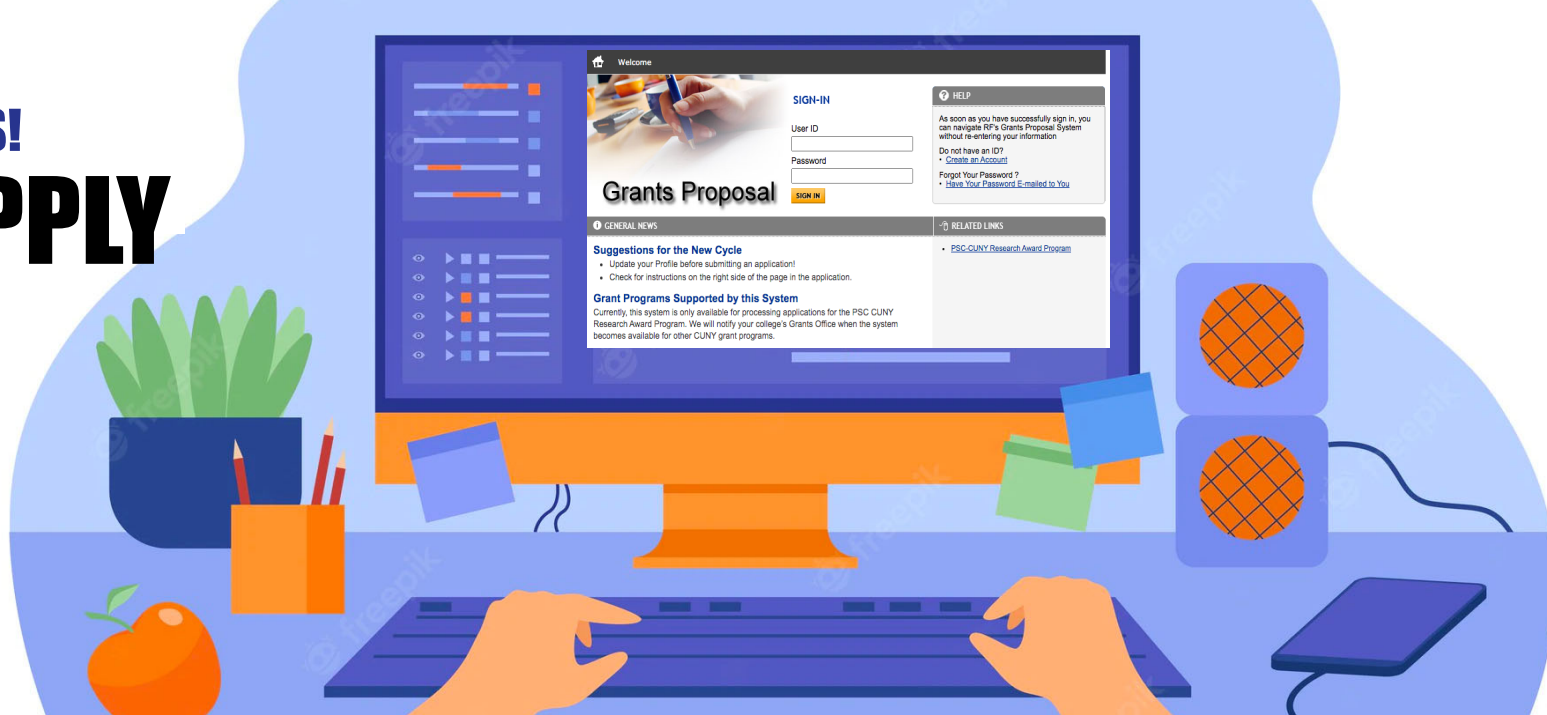 S!
PPLY
Welcome
Grants Proposal
SIGN-IN
User ID
Password
SIGN IN
HELP
As soon as you have successfully sign in, you
can navigate RF's Grants Proposal System
without re-entering your information
Do not have an ID?
• Create an Account
Forgot Your Password ?
• Have Your Password E-mailed to You
GENERAL NEWS
Suggestions for the New Cycle
• Update your Profile before submitting an application!
• Check for instructions on the right side of the page in the application.
Grant Programs Supported by this System
Currently, this system is only available for processing applications for the PSC CUNY
Research Award Program. We will notify your college's Grants Office when the system
becomes available for other CUNY grant programs.
RELATED LINKS
• PSC-CUNY Research Award Program
freepik
freepik
freepik
freepik
freepik
freepik